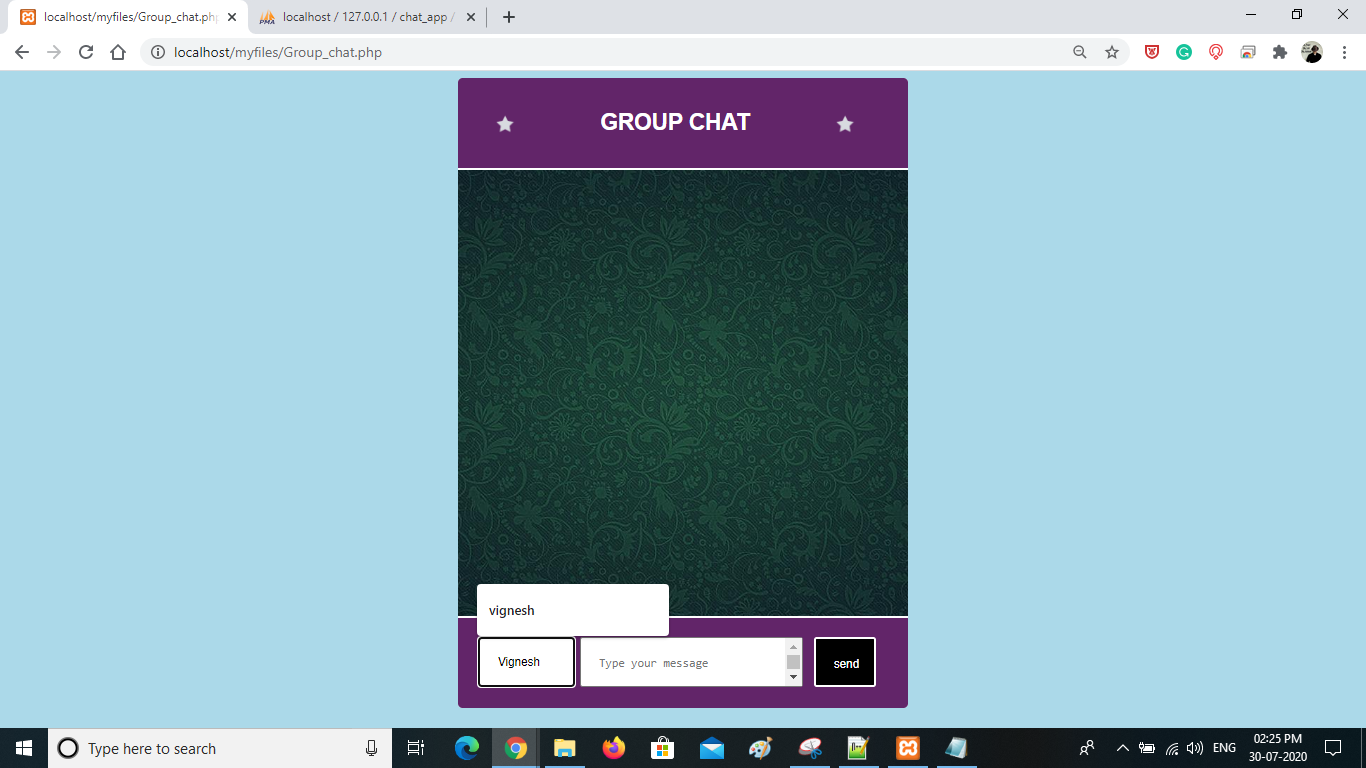 localhost/myfiles/Group_chat.php
localhost / 127.0.0.1 / chat_app /
localhost/myfiles/Group_chat.php
GROUP CHAT
vignesh
Vignesh
Type your message
send
Type here to search
ENG
02:25 PM
30-07-2020